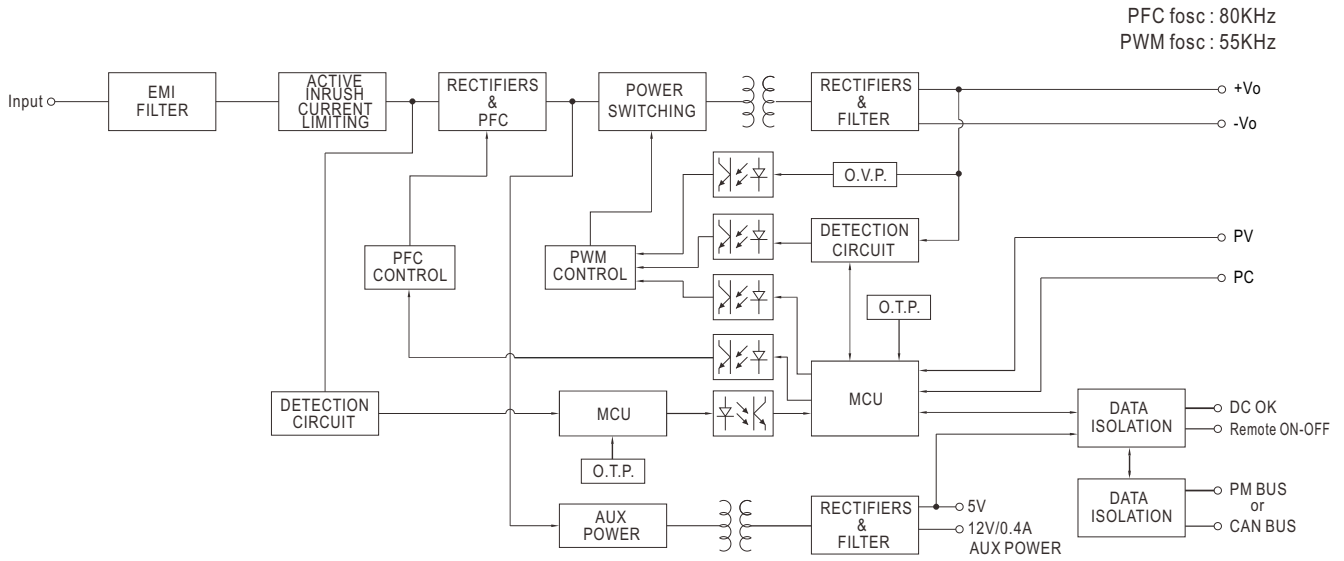 PFC fosc : 80KHz
PWM fosc : 55KHz
Input
EMI
FILTER
ACTIVE
INRUSH
CURRENT
LIMITING
RECTIFIERS
&
PFC
POWER
SWITCHING
RECTIFIERS
&
FILTER
+Vo
-Vo
O.V.P.
PFC
CONTROL
PWM
CONTROL
DETECTION
CIRCUIT
PV
PC
O.T.P.
MCU
DETECTION
CIRCUIT
MCU
O.T.P.
DATA
ISOLATION
DC OK
Remote ON-OFF
AUX
POWER
RECTIFIERS
&
FILTER
5V
12V/0.4A
AUX POWER
DATA
ISOLATION
PM BUS
or
CAN BUS